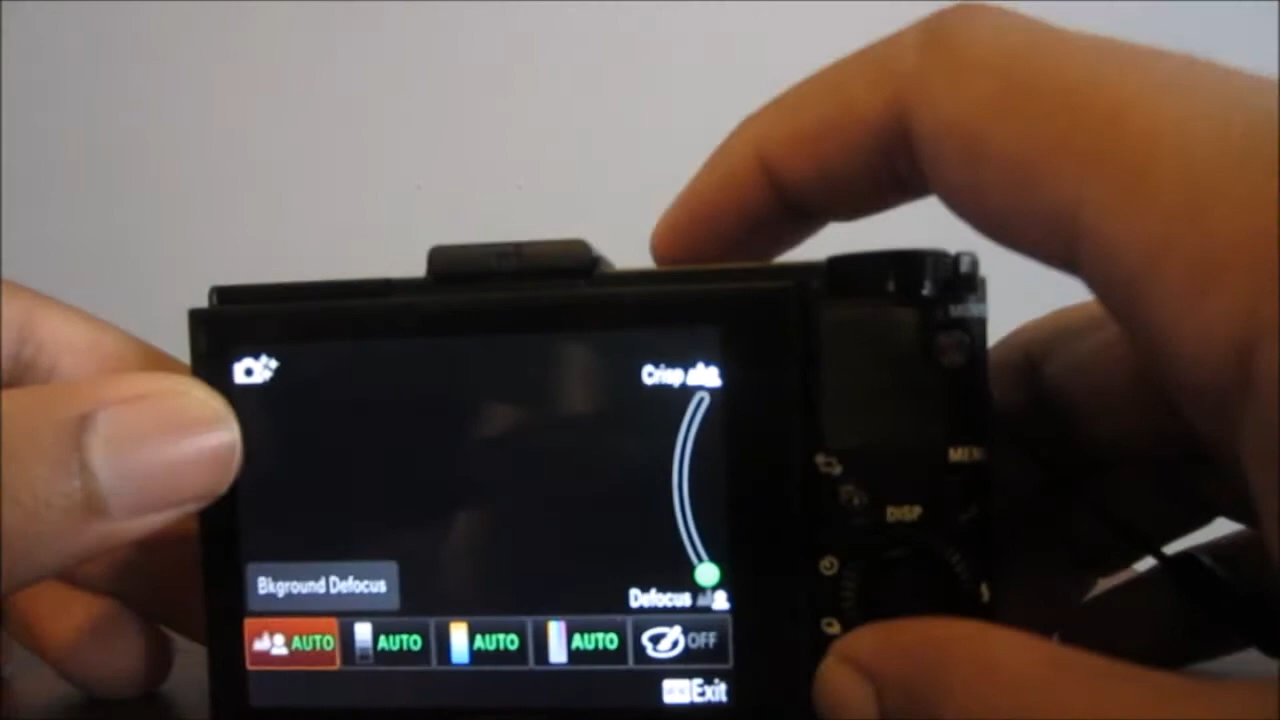 Crisp
MENU
DISP
Bkground Defocus
Defocus
AUTO
AUTO
AUTO
AUTO
OFF
Exit